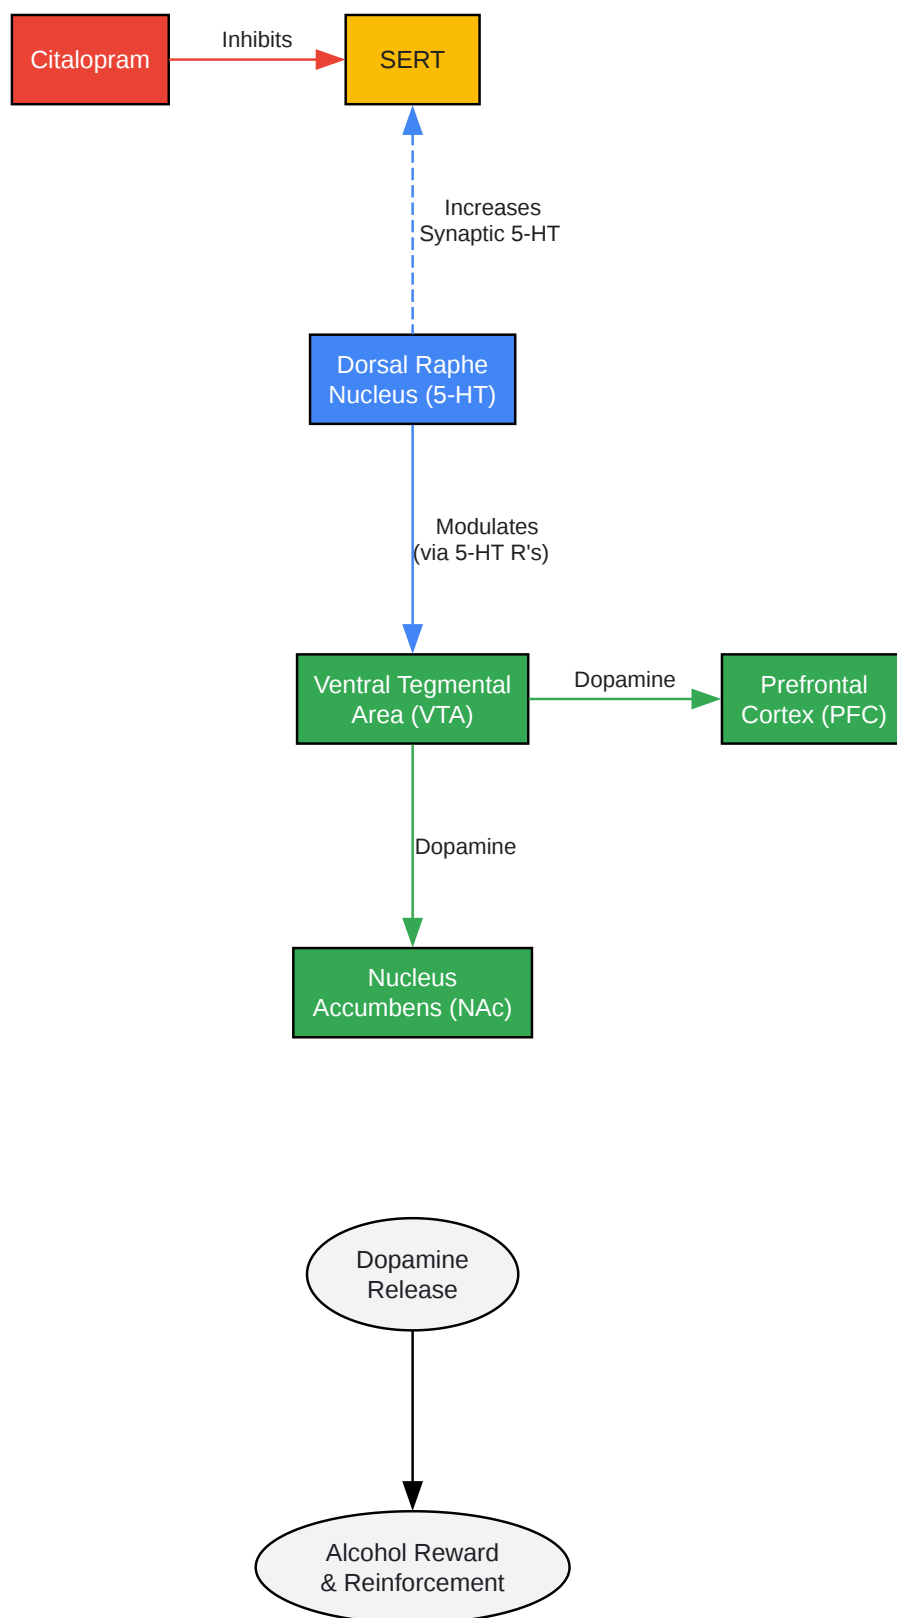 Citalopram
Inhibits
SERT
Increases
Synaptic 5-HT
Dorsal Raphe
Nucleus (5-HT)
Modulates
(via 5-HT R's)
Ventral Tegmental
Area (VTA)
Dopamine
Prefrontal
Cortex (PFC)
Dopamine
Nucleus
Accumbens (NAc)
Dopamine
Release
Alcohol Reward
& Reinforcement